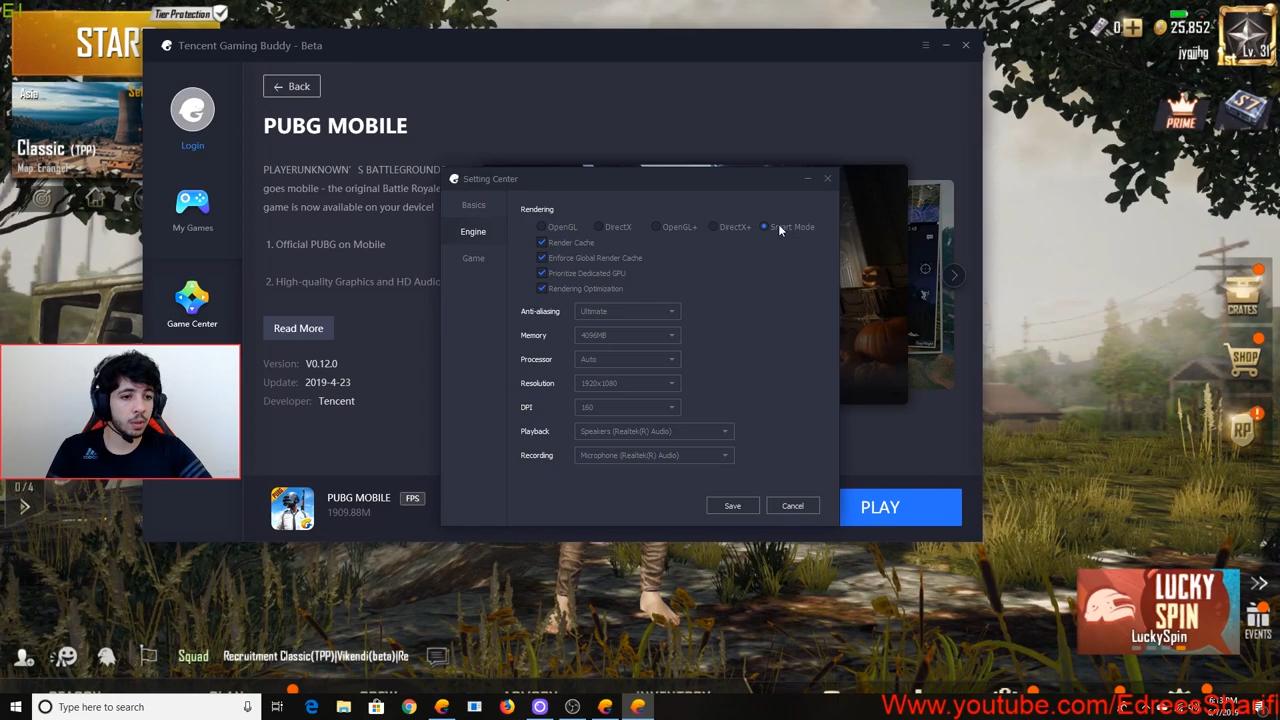 START
Tier Protection
0
25,852
jygjjhg
Lv. 31
1st
Asia
Classic (TPP)
Map: Erangel
PRIME
S7
Tencent Gaming Buddy - Beta
Back
Login
My Games
Game Center
PUBG MOBILE
PLAYERUNKNOWN' S BATTLEGROUND
goes mobile - the original Battle Royale
game is now available on your device!
1. Official PUBG on Mobile
2. High-quality Graphics and HD Audio
Read More
Version: V0.12.0
Update: 2019-4-23
Developer: Tencent
PUBG MOBILE FPS
1909.88M
PLAY
Setting Center
Basics
Engine
Game
Rendering
OpenGL DirectX OpenGL+ DirectX+ Smart Mode
Render Cache
Enforce Global Render Cache
Prioritize Dedicated GPU
Rendering Optimization
Anti-aliasing Ultimate
Memory 4096MB
Processor Auto
Resolution 1920x1080
DPI 160
Playback Speakers (Realtek(R) Audio)
Recording Microphone (Realtek(R) Audio)
Save Cancel
CRATES
SHOP
RP
0/4
LUCKY
SPIN
LuckySpin
EVENTS
Squad Recruitment Classic(TPP)|Vikendi(beta)|Re
INVENTORY
Type here to search
Www.youtube.com/EdreesSharifi